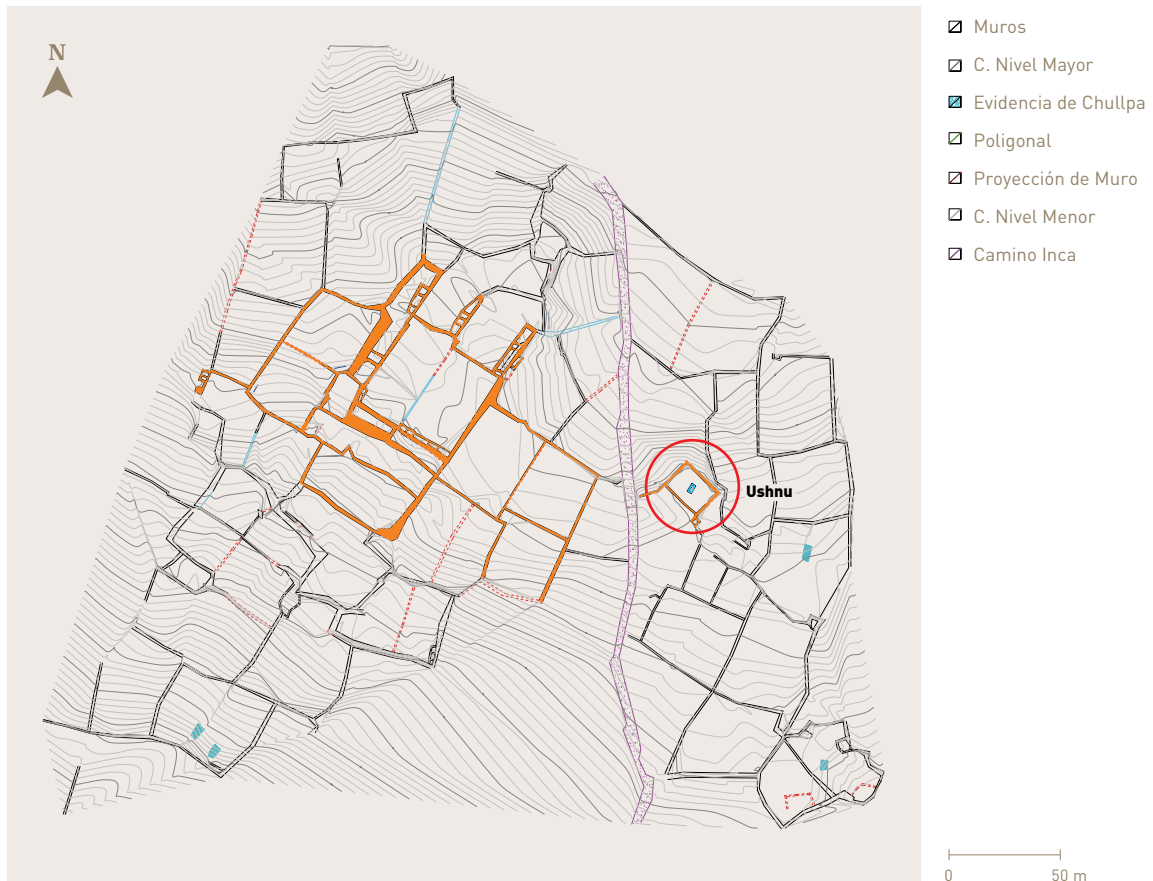 N
Muros
C. Nivel Mayor
Evidencia de Chullpa
Poligonal
Proyección de Muro
C. Nivel Menor
Camino Inca
Ushnu
0 50 m